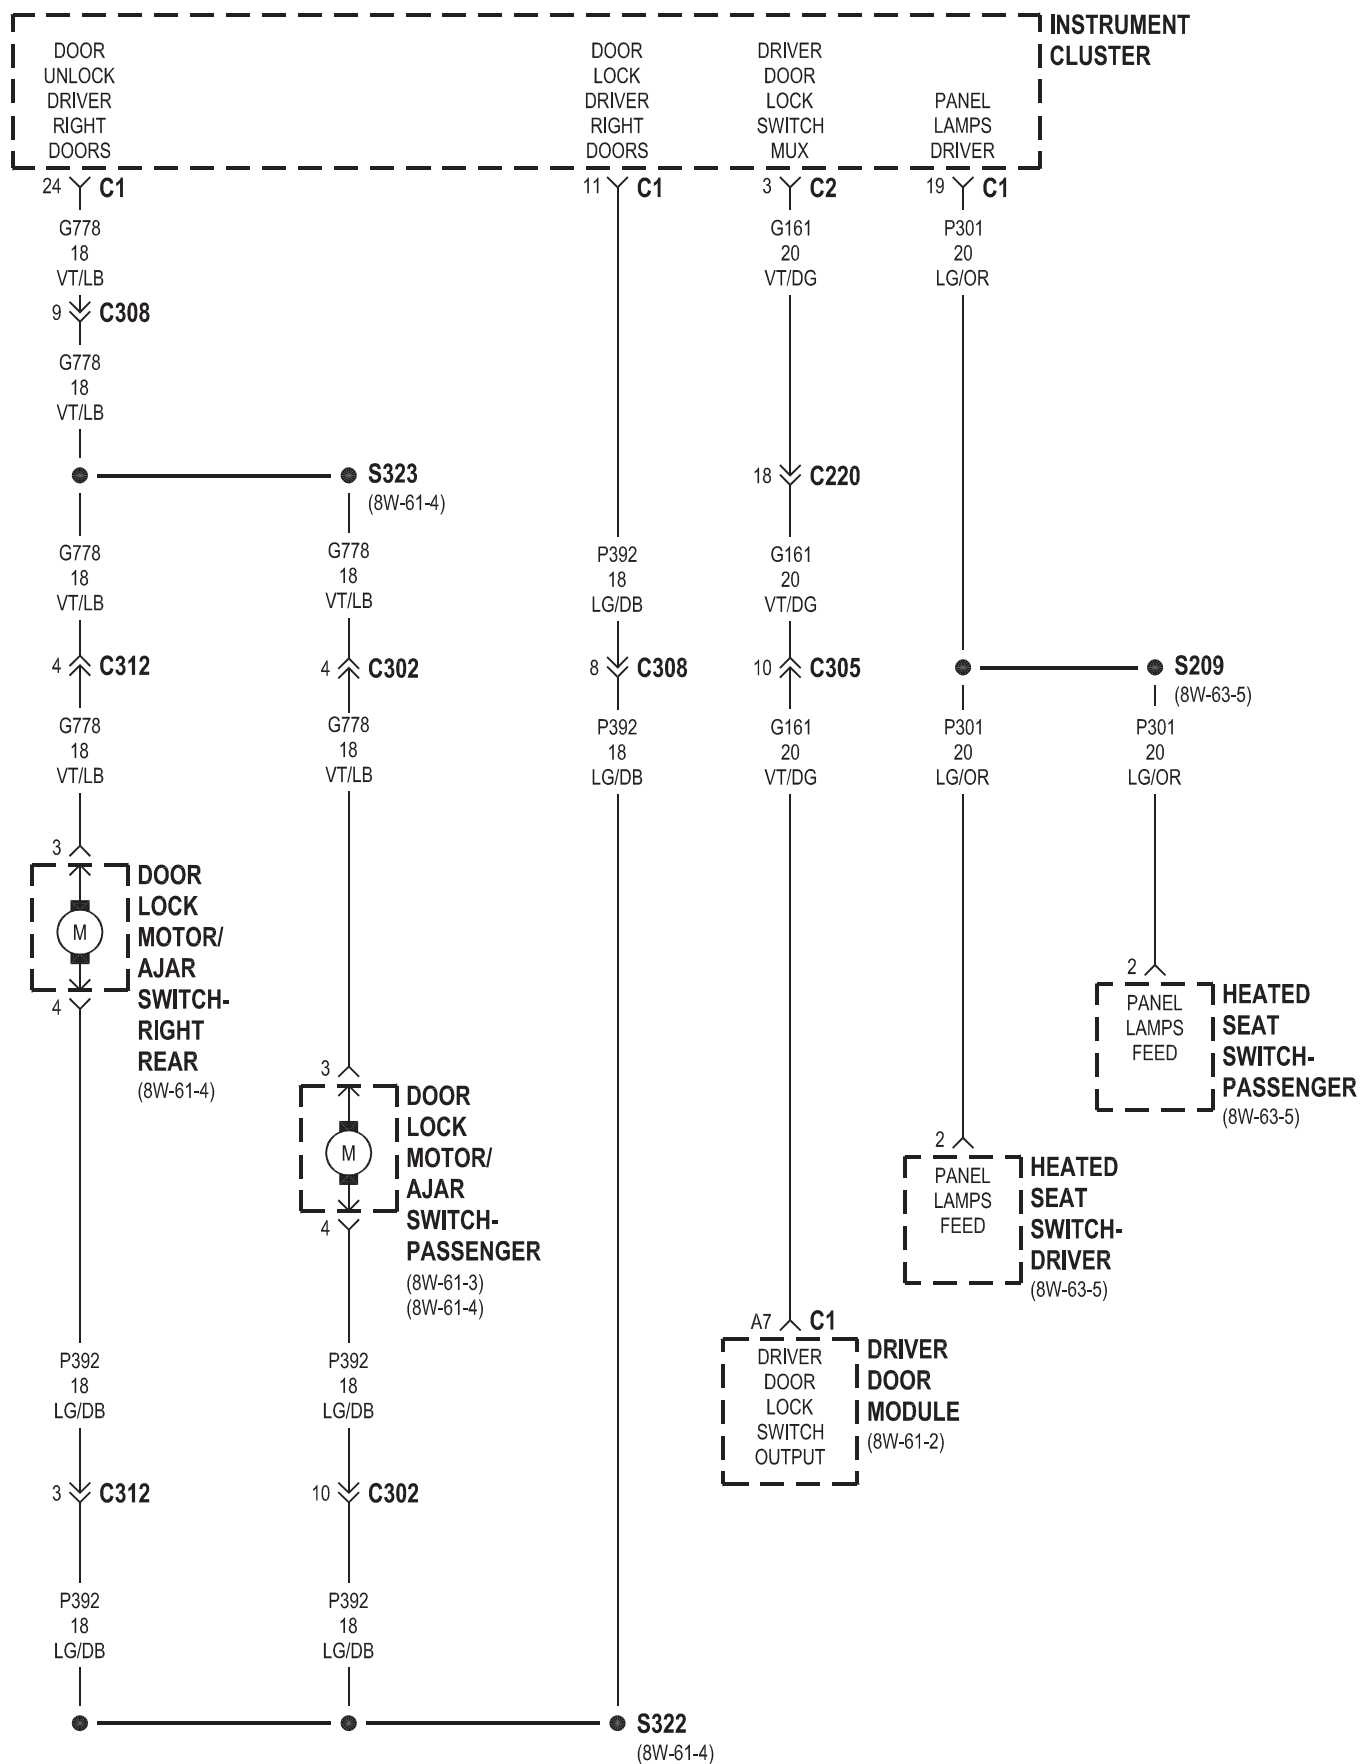 INSTRUMENT
CLUSTER
DOOR
UNLOCK
DRIVER
RIGHT
DOORS
DOOR
LOCK
DRIVER
RIGHT
DOORS
DRIVER
DOOR
LOCK
SWITCH
MUX
PANEL
LAMPS
DRIVER
24 C1
11 C1
3 C2
19 C1
G778
18
VT/LB
G161
20
VT/DG
P301
20
LG/OR
9 C308
G778
18
VT/LB
S323
(8W-61-4)
18 C220
G778
18
VT/LB
G778
18
VT/LB
P392
18
LG/DB
G161
20
VT/DG
4 C312
4 C302
8 C308
10 C305
S209
(8W-63-5)
G778
18
VT/LB
G778
18
VT/LB
P392
18
LG/DB
G161
20
VT/DG
P301
20
LG/OR
P301
20
LG/OR
3
M
4
DOOR
LOCK
MOTOR/
AJAR
SWITCH-
RIGHT
REAR
(8W-61-4)
2
PANEL
LAMPS
FEED
HEATED
SEAT
SWITCH-
PASSENGER
(8W-63-5)
3
M
4
DOOR
LOCK
MOTOR/
AJAR
SWITCH-
PASSENGER
(8W-61-3)
(8W-61-4)
2
PANEL
LAMPS
FEED
HEATED
SEAT
SWITCH-
DRIVER
(8W-63-5)
A7 C1
DRIVER
DOOR
LOCK
SWITCH
OUTPUT
DRIVER
DOOR
MODULE
(8W-61-2)
P392
18
LG/DB
P392
18
LG/DB
3 C312
10 C302
P392
18
LG/DB
P392
18
LG/DB
S322
(8W-61-4)